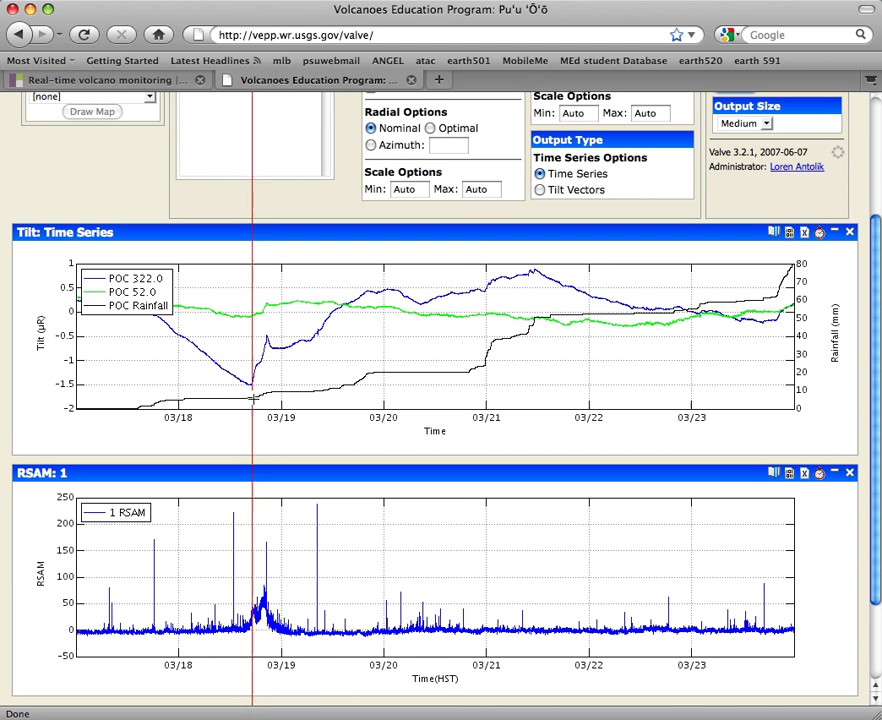 Volcanoes Education Program: Puʻu ʻŌʻō
http://vepp.wr.usgs.gov/valve/
Google
Most Visited
Getting Started
Latest Headlines
mlb
psuwebmail
ANGEL
atac
earth501
MobileMe
MEd student Database
earth520
earth 591
Real-time volcano monitoring |...
Volcanoes Education Program: ...
[none]
Draw Map
Radial Options
Nominal
Optimal
Azimuth:
Scale Options
Min: Auto Max: Auto
Scale Options
Min: Auto Max: Auto
Output Type
Time Series Options
Time Series
Tilt Vectors
Output Size
Medium
Valve 3.2.1, 2007-06-07
Administrator: Loren Antolik
Tilt: Time Series
POC 322.0
POC 52.0
POC Rainfall
Tilt (μR)
1
0.5
0
-0.5
-1
-1.5
-2
80
70
60
50
40
30
20
10
0
Rainfall (mm)
03/18 03/19 03/20 03/21 03/22 03/23
Time
RSAM: 1
1 RSAM
RSAM
250
200
150
100
50
0
-50
03/18 03/19 03/20 03/21 03/22 03/23
Time(HST)
Done